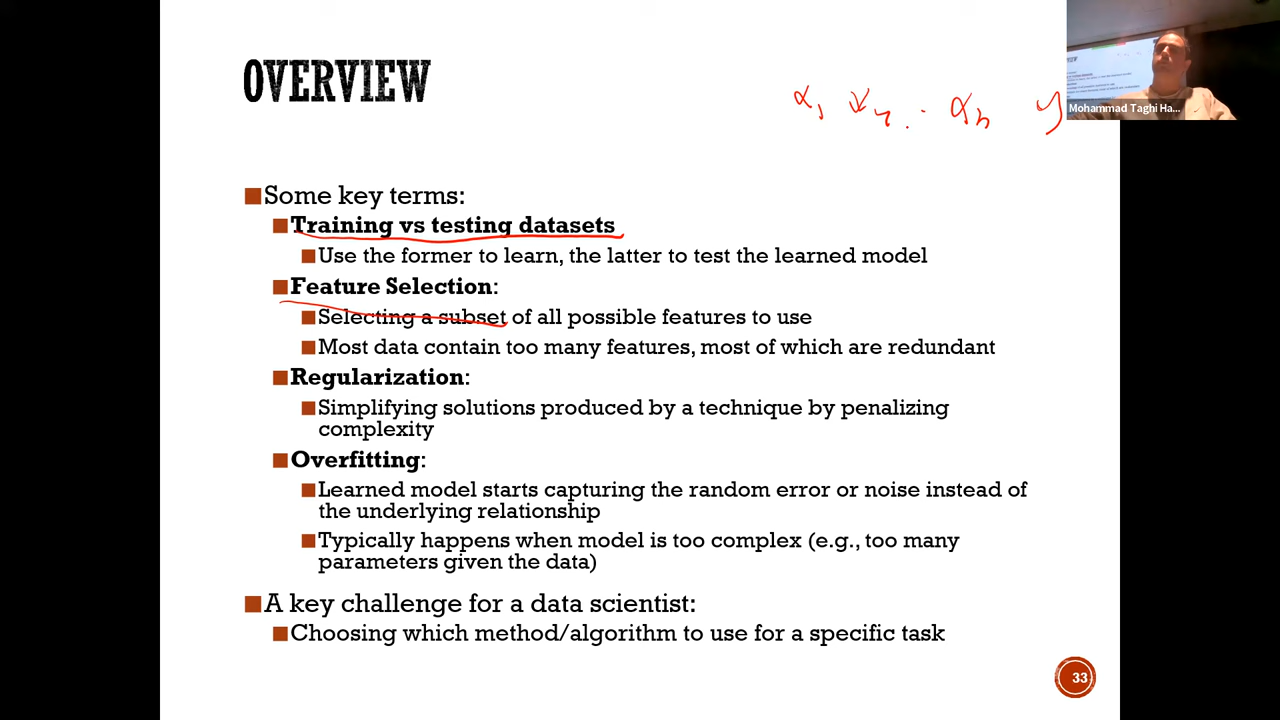 OVERVIEW
x₁ x₂ . . xₙ y
Mohammad Taghi Ha...
■Some key terms:
■Training vs testing datasets
■Use the former to learn, the latter to test the learned model
■Feature Selection:
■Selecting a subset of all possible features to use
■Most data contain too many features, most of which are redundant
■Regularization:
■Simplifying solutions produced by a technique by penalizing
complexity
■Overfitting:
■Learned model starts capturing the random error or noise instead of
the underlying relationship
■Typically happens when model is too complex (e.g., too many
parameters given the data)
■A key challenge for a data scientist:
■Choosing which method/algorithm to use for a specific task
33